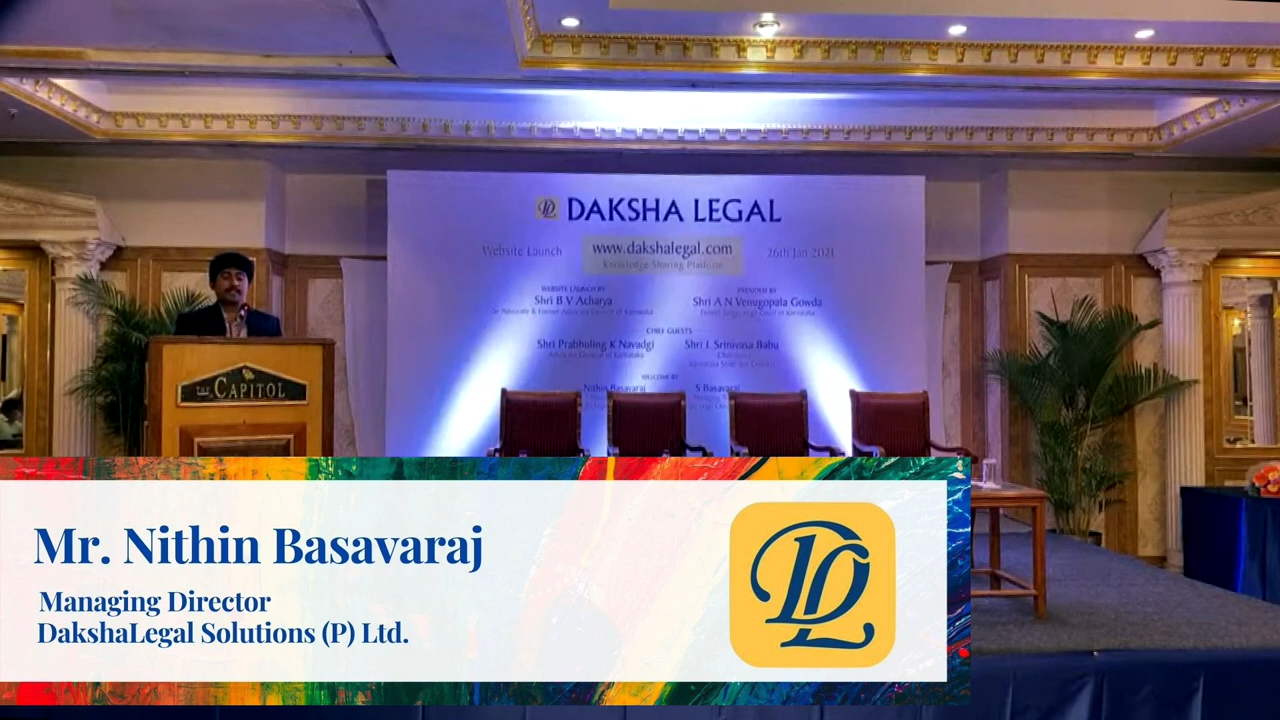 DL DAKSHA LEGAL
Website Launch www.dakshalegal.com 26th Jan 2021
Knowledge Sharing Platform
WEBSITE LAUNCH BY
Shri B V Acharya
PRESIDED BY
Shri A N Venugopala Gowda
CHIEF GUESTS
Shri Prabhuling K Navadgi
Advocate General of Karnataka
Shri L Srinivasa Babu
Chairman
WELCOME BY
Nithin Basavaraj S Basavaraj
THE CAPITOL
Mr. Nithin Basavaraj
Managing Director
DakshaLegal Solutions (P) Ltd.
DL